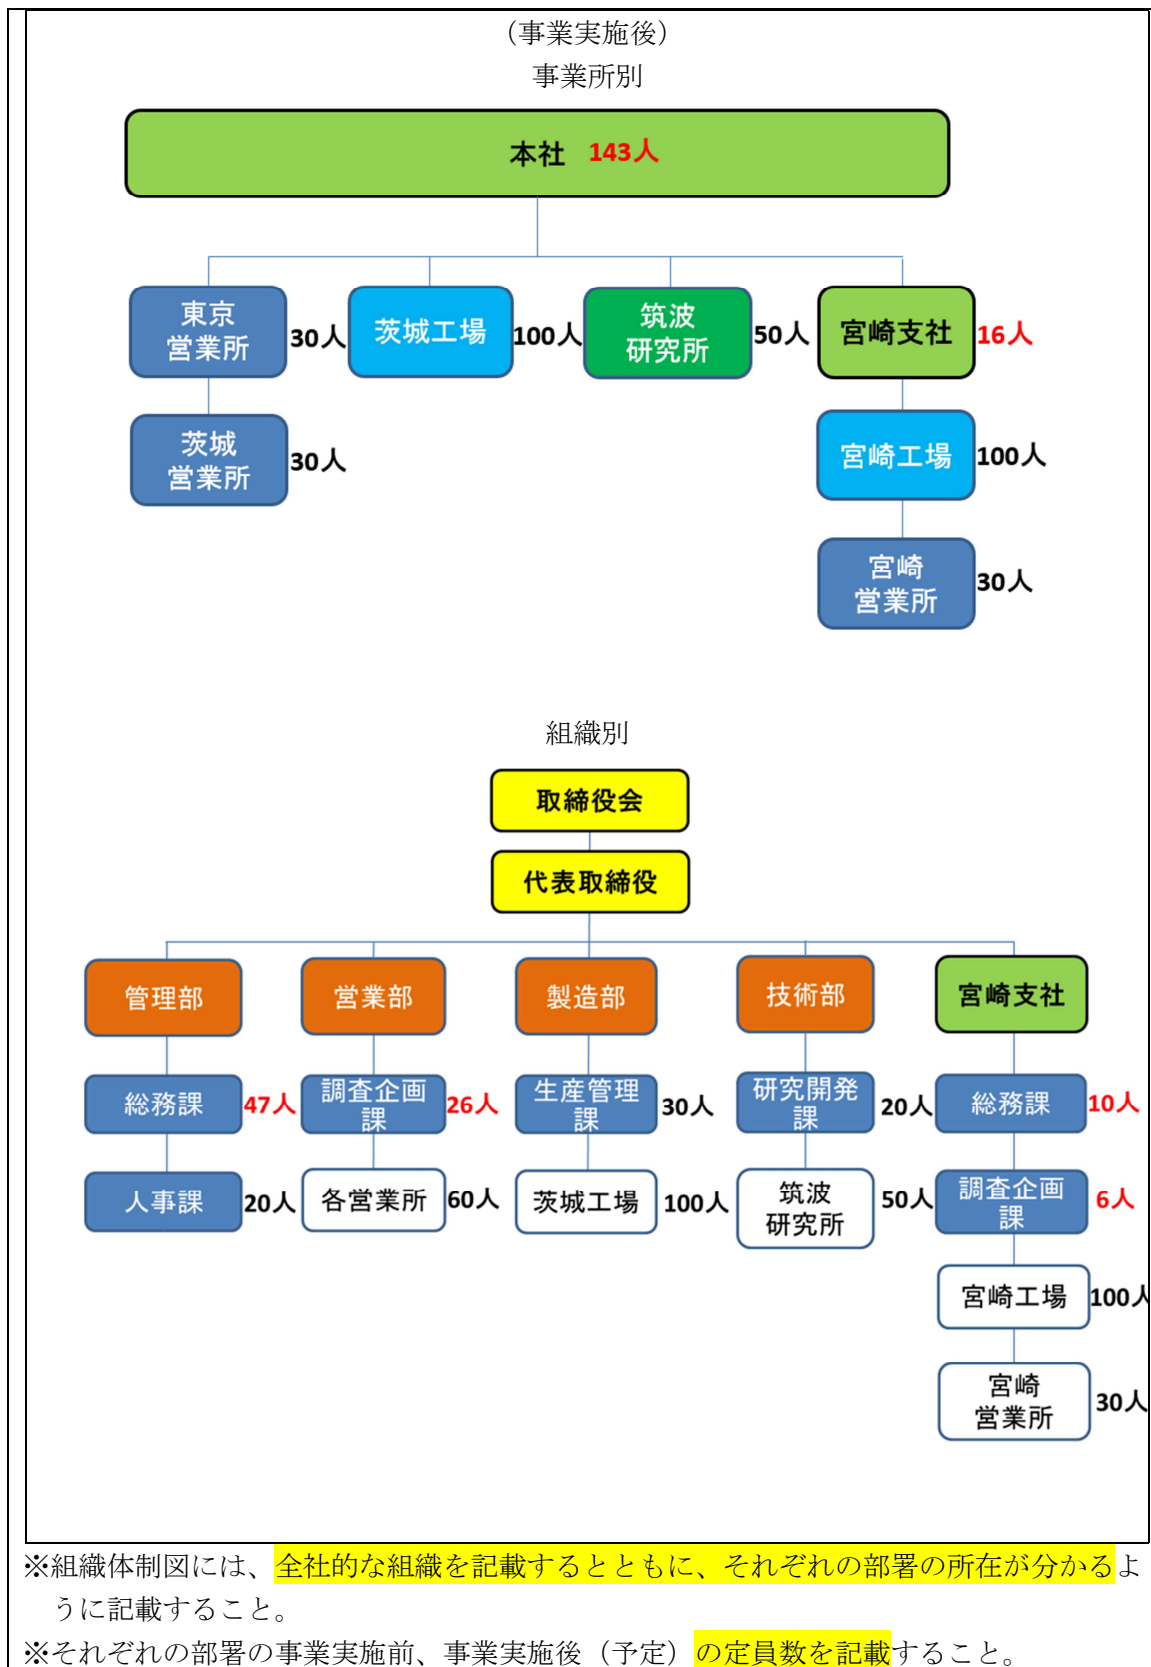 （事業実施後）
事業所別
本社 143人
東京
営業所
30人
茨城工場
100人
筑波
研究所
50人
宮崎支社
16人
茨城
営業所
30人
宮崎工場
100人
宮崎
営業所
30人
組織別
取締役会
代表取締役
管理部
営業部
製造部
技術部
宮崎支社
総務課
47人
調査企画
課
26人
生産管理
課
30人
研究開発
課
20人
総務課
10人
人事課
20人
各営業所
60人
茨城工場
100人
筑波
研究所
50人
調査企画
課
6人
宮崎工場
100人
宮崎
営業所
30人
※組織体制図には、全社的な組織を記載するとともに、それぞれの部署の所在が分かるよ
うに記載すること。
※それぞれの部署の事業実施前、事業実施後（予定）の定員数を記載すること。